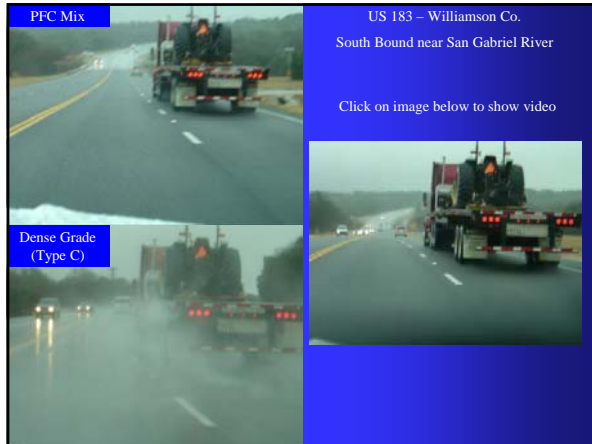 PFC Mix
US 183 – Williamson Co.
South Bound near San Gabriel River
Click on image below to show video
Dense Grade
(Type C)